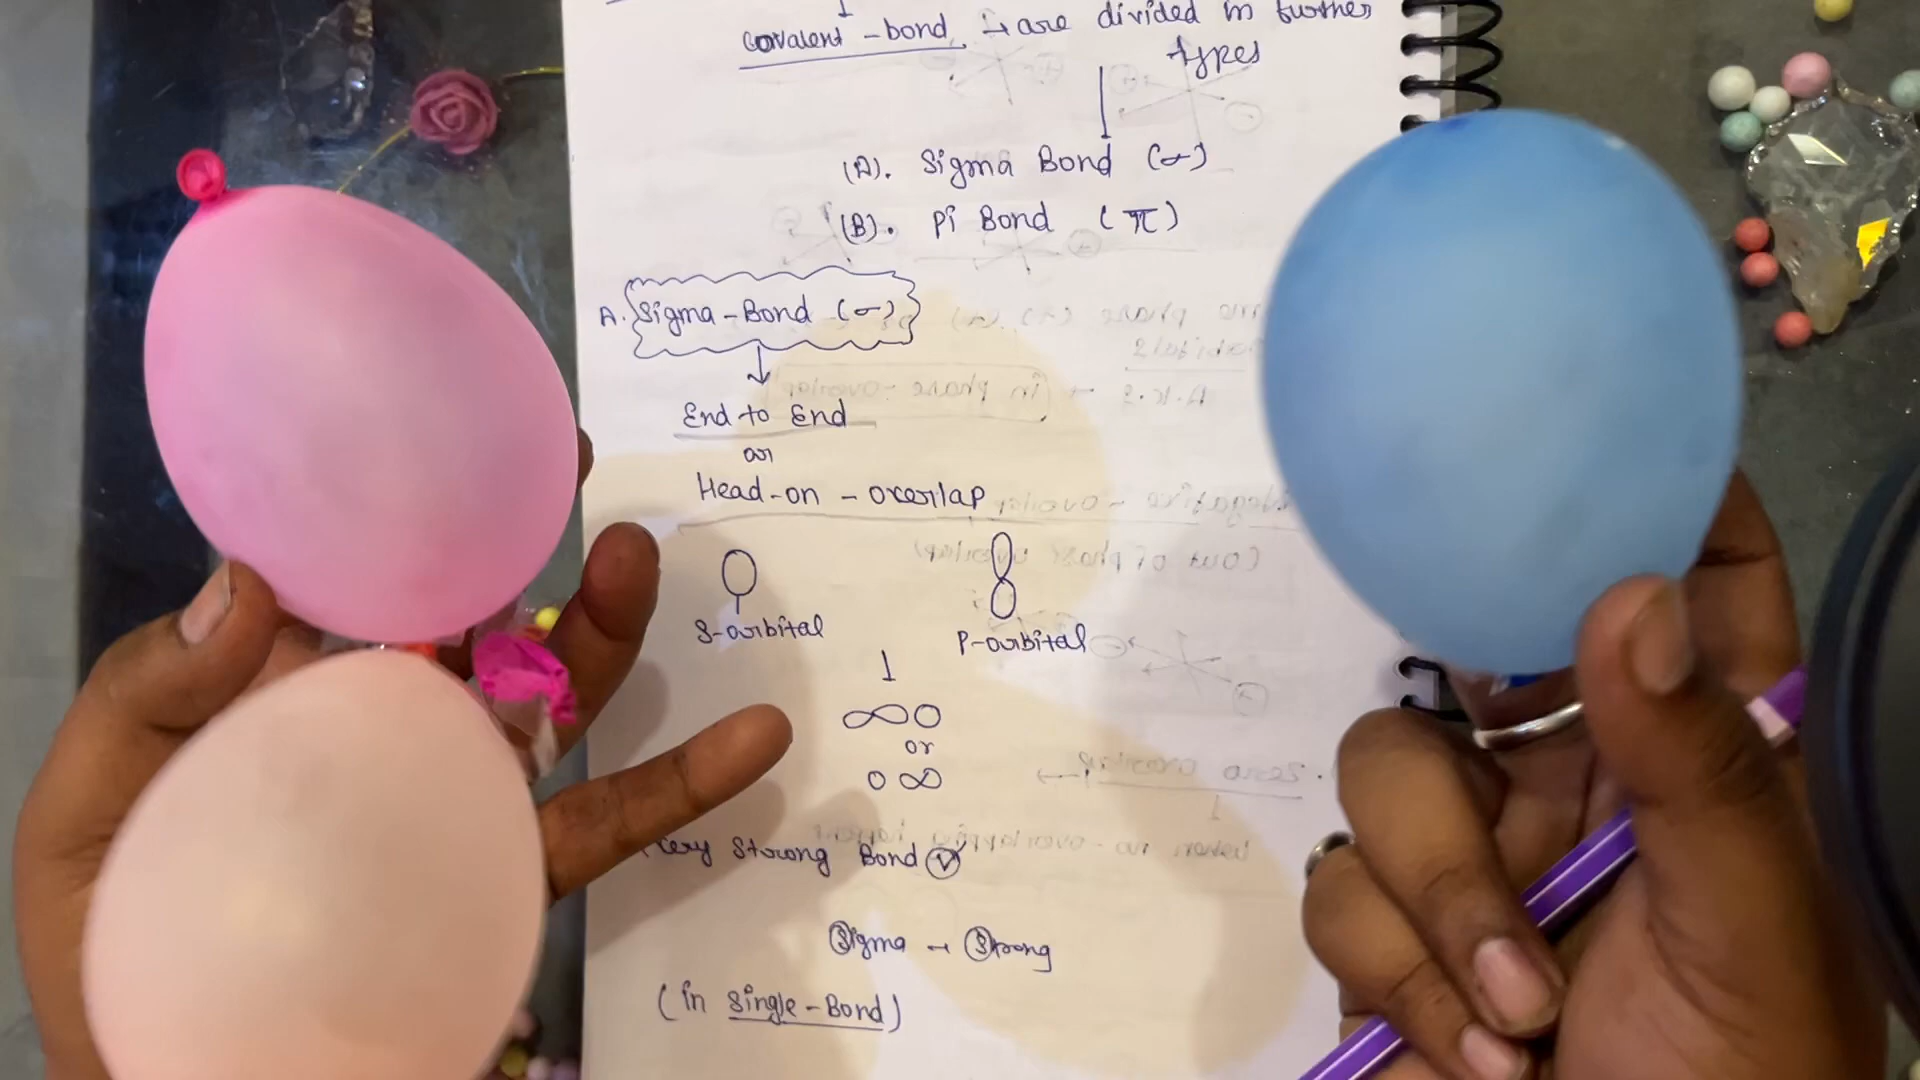 covalent - bond. ↳ are divided in further
types
(A). Sigma Bond (σ)
(B). Pi Bond (π)
A. Sigma - Bond (σ)
End to End
or
Head-on - overlap
S-orbital
P-orbital
or
Very Strong Bond
Sigma → Strong
(in Single - Bond)